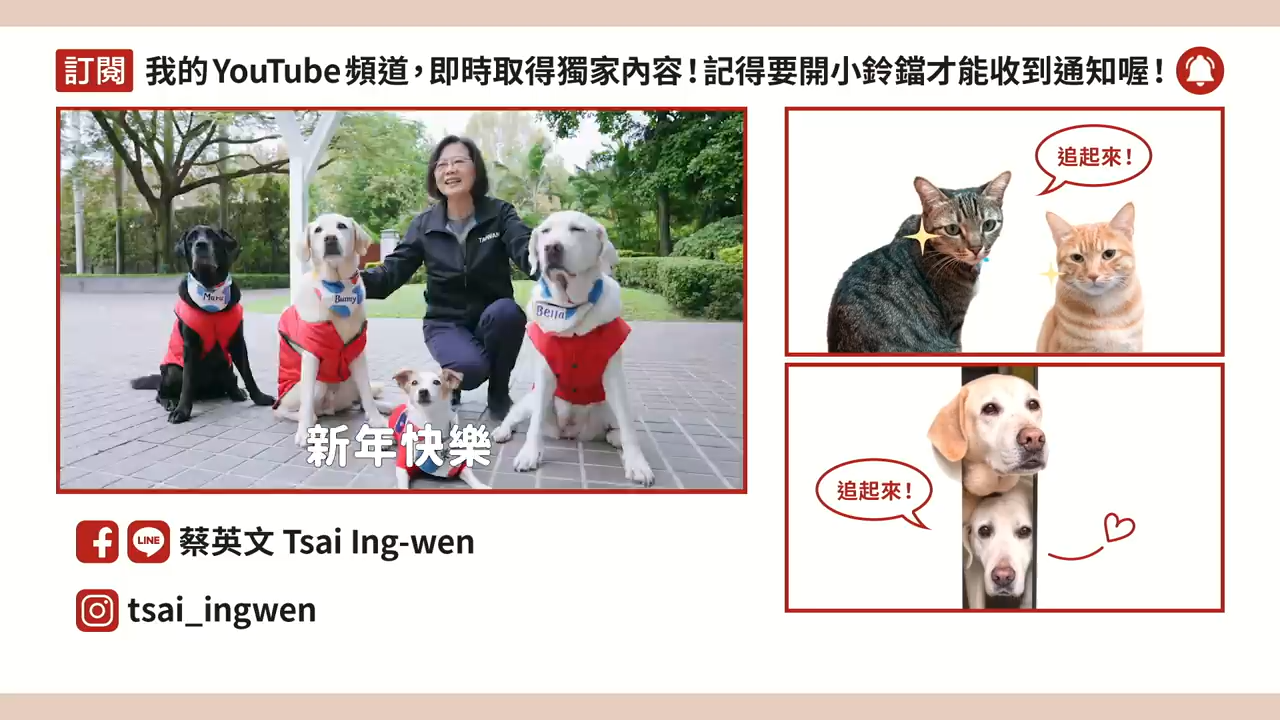 訂閱 我的YouTube頻道，即時取得獨家內容！記得要開小鈴鐺才能收到通知喔！
TAIWAN
Maru
Bunny
Bella
新年快樂
追起來！
追起來！
LINE 蔡英文 Tsai Ing-wen
tsai_ingwen